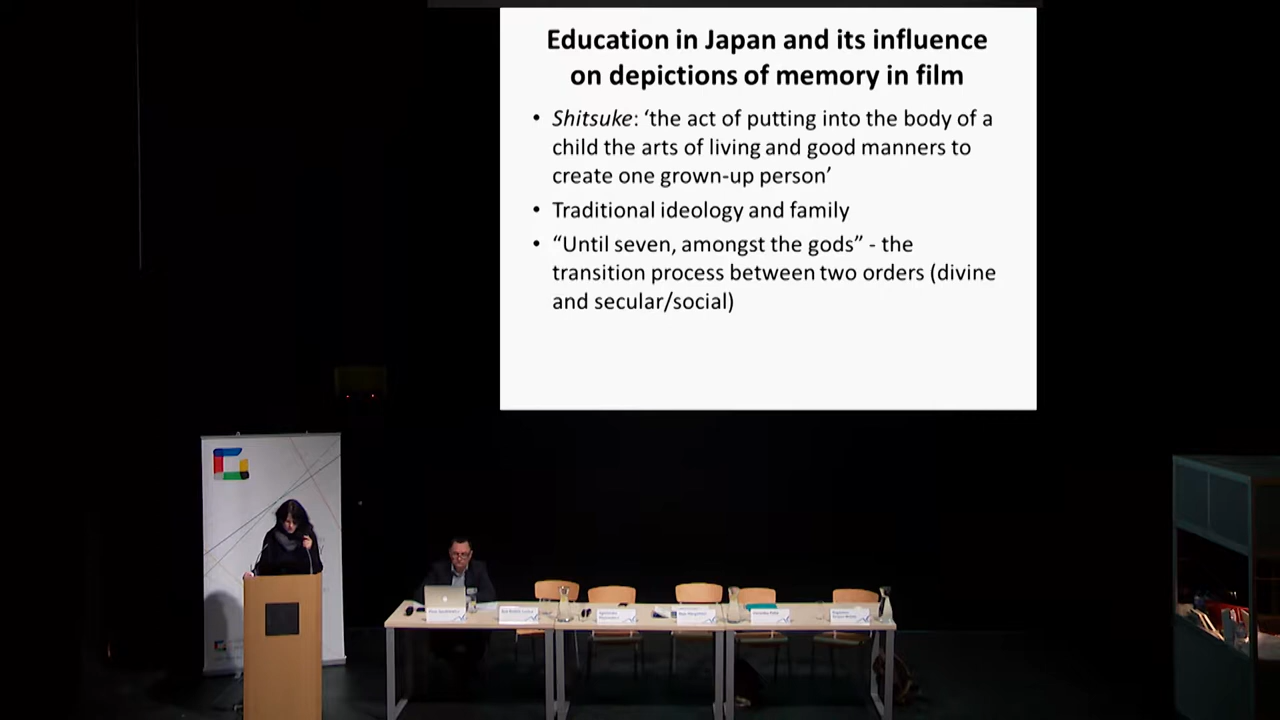 Education in Japan and its influence
on depictions of memory in film
• Shitsuke: ‘the act of putting into the body of a
child the arts of living and good manners to
create one grown-up person’
• Traditional ideology and family
• “Until seven, amongst the gods” - the
transition process between two orders (divine
and secular/social)